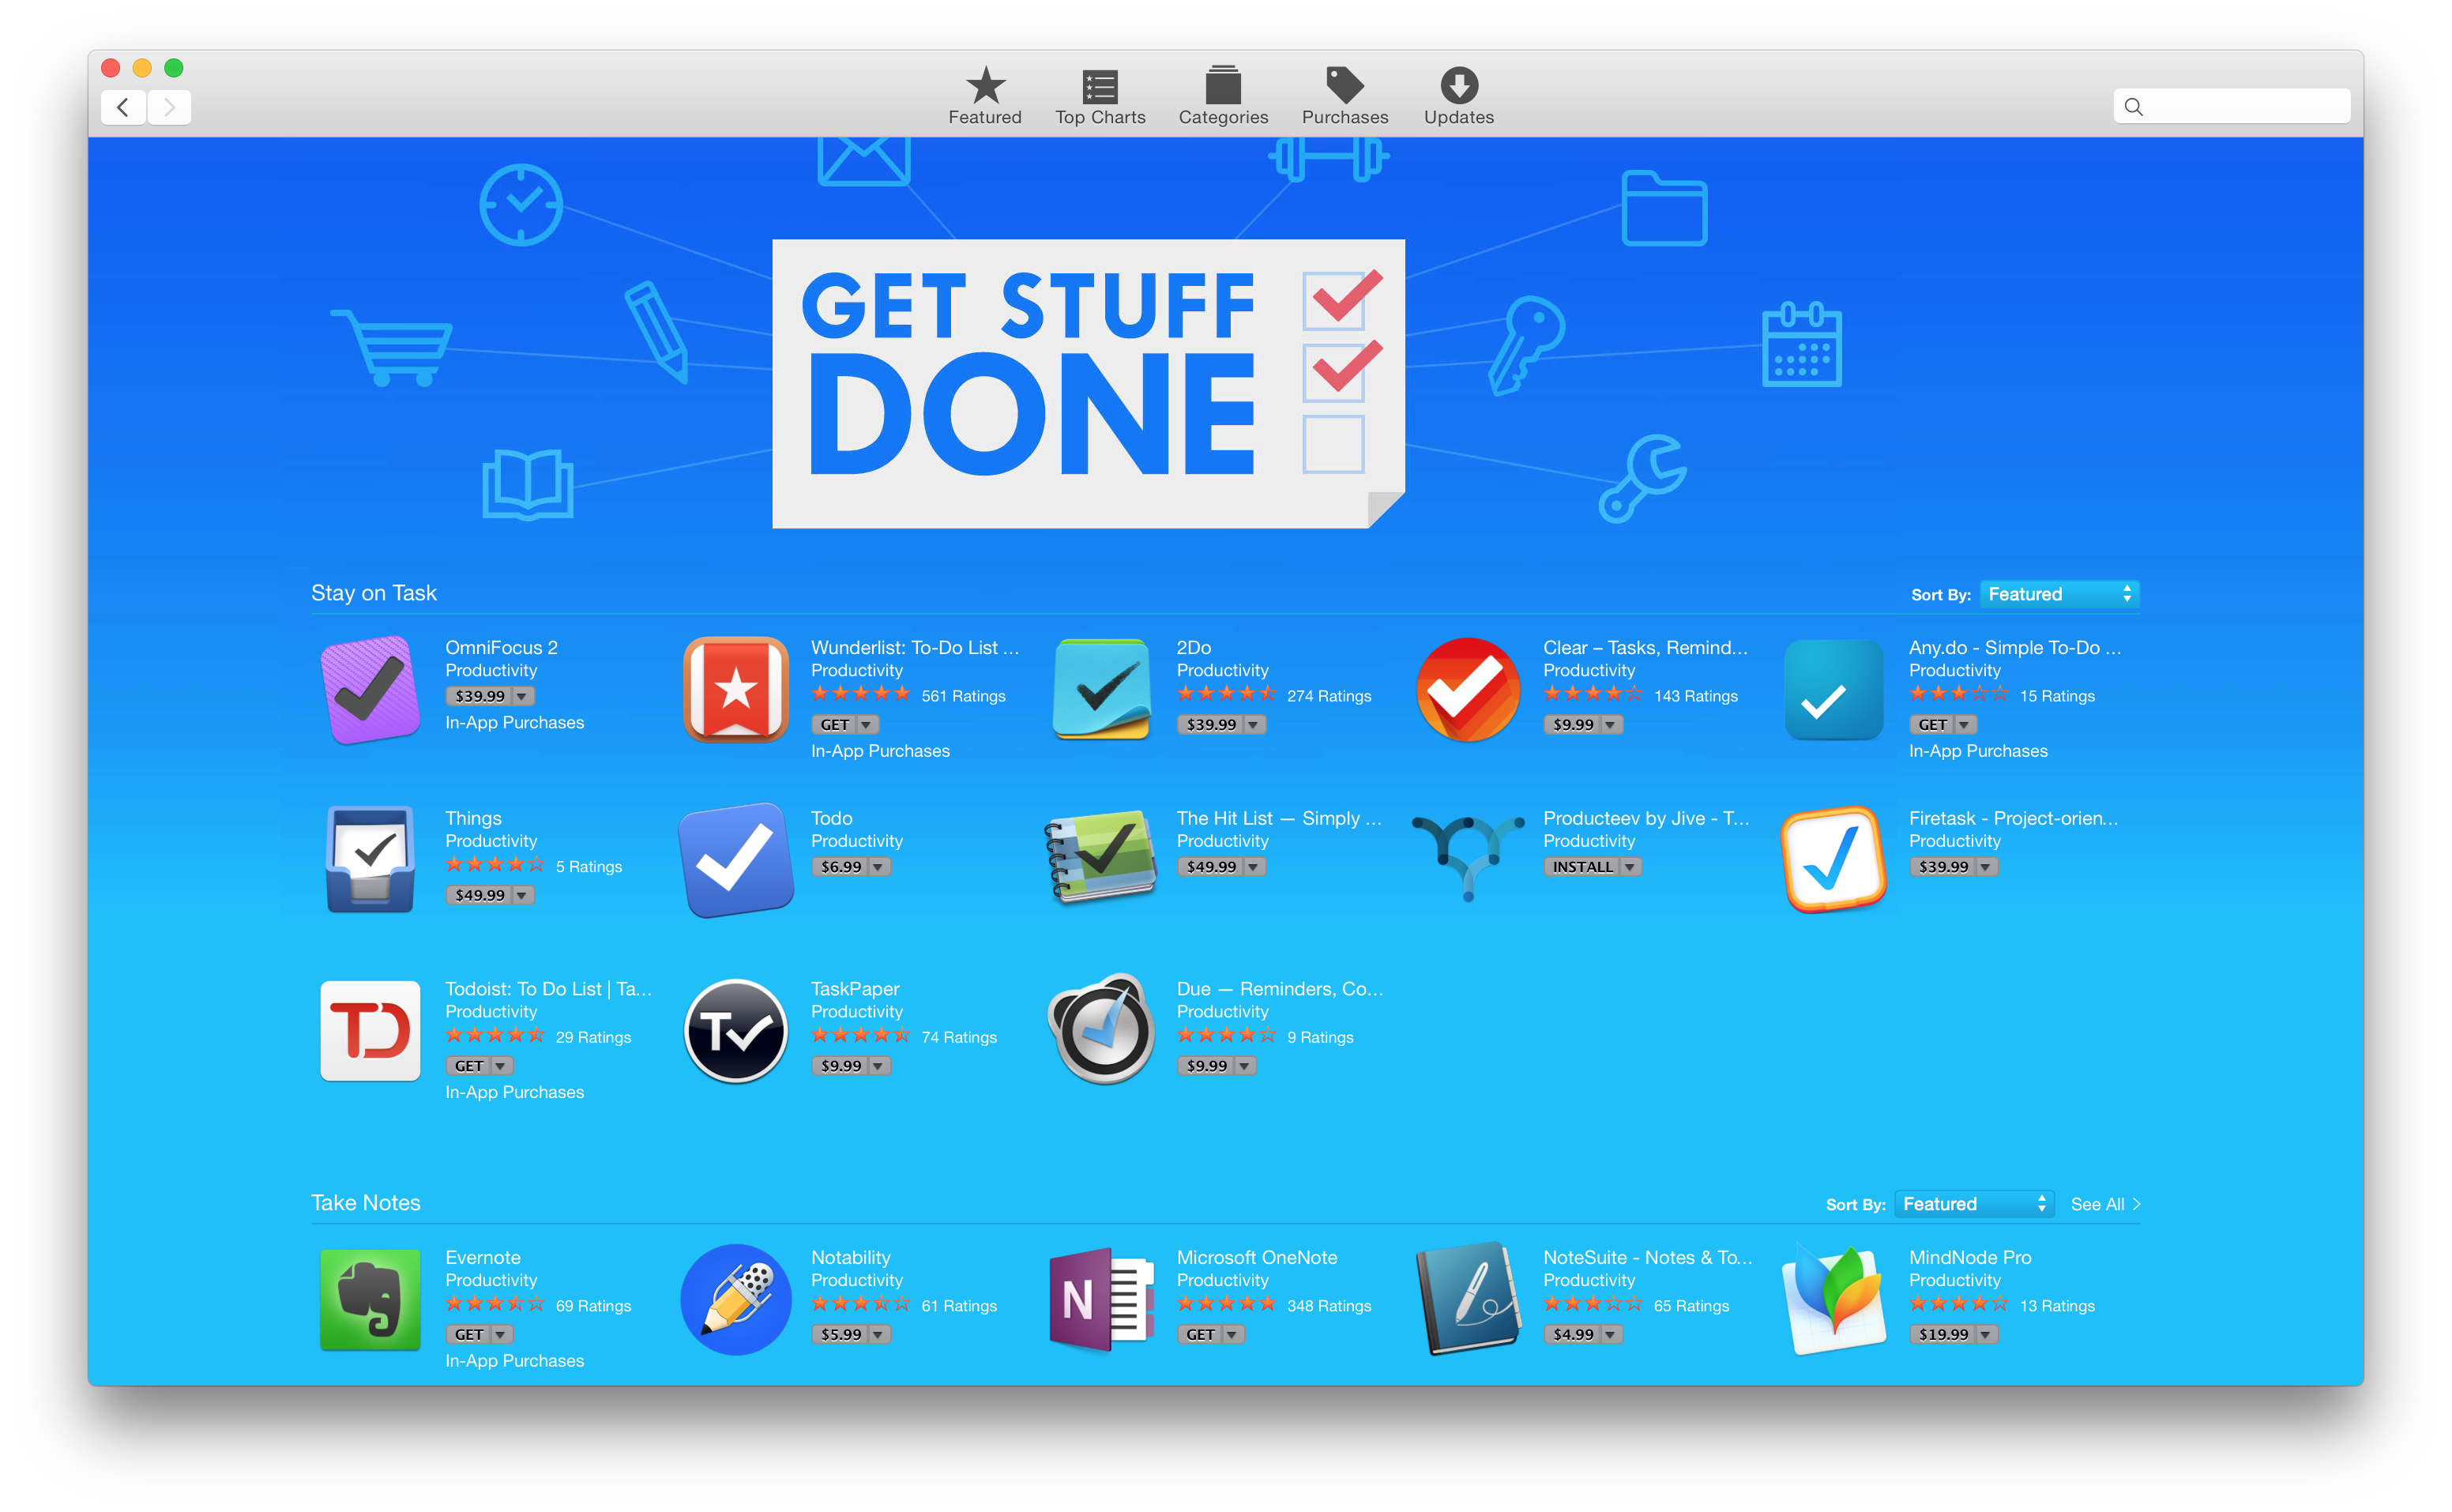 Featured
Top Charts
Categories
Purchases
Updates
GET STUFF
DONE
Stay on Task
Sort By: Featured
OmniFocus 2
Productivity
$39.99
In-App Purchases
Wunderlist: To-Do List ...
Productivity
561 Ratings
GET
In-App Purchases
2Do
Productivity
274 Ratings
$39.99
Clear – Tasks, Remind...
Productivity
143 Ratings
$9.99
Any.do - Simple To-Do ...
Productivity
15 Ratings
GET
In-App Purchases
Things
Productivity
5 Ratings
$49.99
Todo
Productivity
$6.99
The Hit List — Simply ...
Productivity
$49.99
Producteev by Jive - T...
Productivity
INSTALL
Firetask - Project-orien...
Productivity
$39.99
TD
Todoist: To Do List | Ta...
Productivity
29 Ratings
GET
In-App Purchases
T
TaskPaper
Productivity
74 Ratings
$9.99
Due — Reminders, Co...
Productivity
9 Ratings
$9.99
Take Notes
Sort By: Featured
See All >
Evernote
Productivity
69 Ratings
GET
In-App Purchases
Notability
Productivity
61 Ratings
$5.99
N
Microsoft OneNote
Productivity
348 Ratings
GET
NoteSuite - Notes & To...
Productivity
65 Ratings
$4.99
MindNode Pro
Productivity
13 Ratings
$19.99